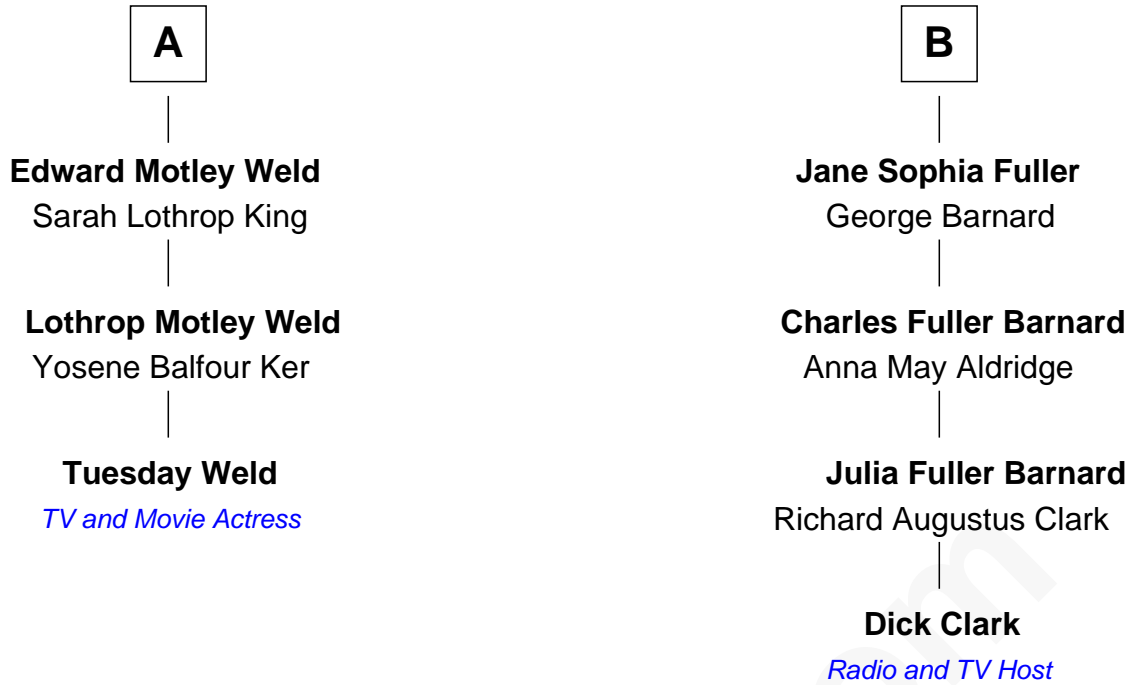 A
Edward Motley Weld
Sarah Lothrop King
Lothrop Motley Weld
Yosene Balfour Ker
Tuesday Weld
TV and Movie Actress
B
Jane Sophia Fuller
George Barnard
Charles Fuller Barnard
Anna May Aldridge
Julia Fuller Barnard
Richard Augustus Clark
Dick Clark
Radio and TV Host